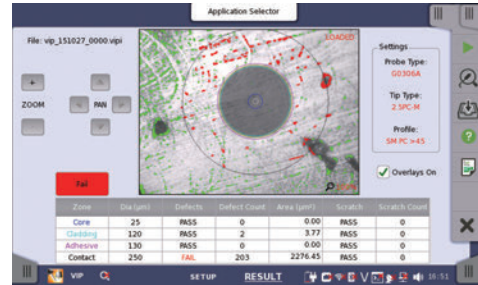 Application Selector
File: vip_151027_0000.vipi
LOADED
Settings
Probe Type:
G0306A
Tip Type:
2.5PC-M
Profile:
SM PC >45
Overlays On
ZOOM
PAN
Fail
Zone Dia (µm) Defects Defect Count Area (µm²) Scratch Scratch Count
Core 25 PASS 0 0.00 PASS 0
Cladding 120 PASS 2 3.77 PASS 0
Adhesive 130 PASS 0 0.00 PASS 0
Contact 250 FAIL 203 2276.45 PASS 0
VIP SETUP RESULT 16:51